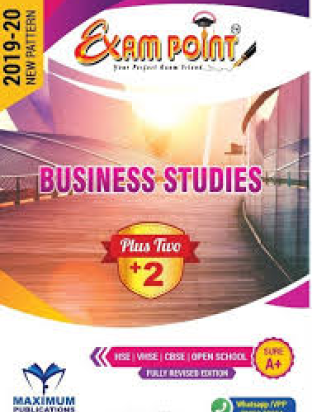 2019-20
NEW PATTERN
EXAM POINT
Your Perfect Exam Friend...
BUSINESS STUDIES
Plus Two
+2
HSE | VHSE | CBSE | OPEN SCHOOL
FULLY REVISED EDITION
SURE
A+
MAXIMUM
PUBLICATIONS
Whatsapp/VPP